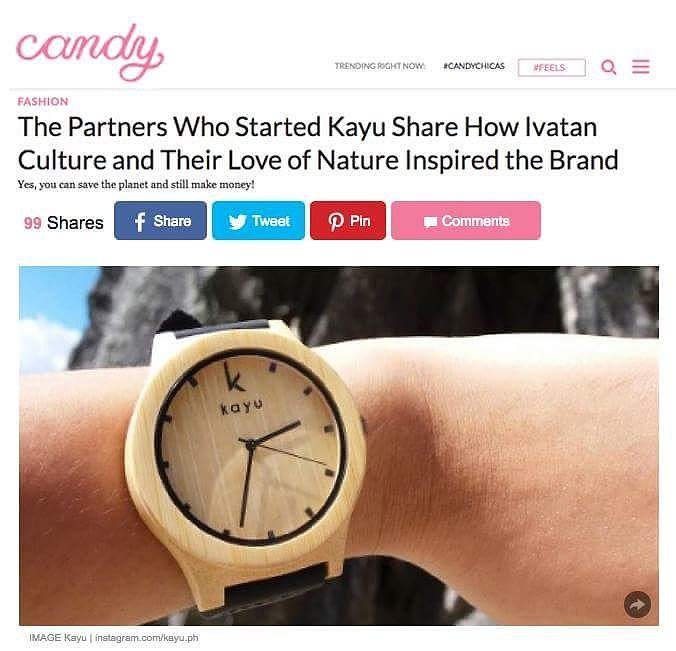 candy
TRENDING RIGHT NOW: #CANDYCHICAS #FEELS
FASHION
The Partners Who Started Kayu Share How Ivatan
Culture and Their Love of Nature Inspired the Brand
Yes, you can save the planet and still make money!
99 Shares f Share Tweet Pin Comments
k
kayu
IMAGE Kayu | instagram.com/kayu.ph